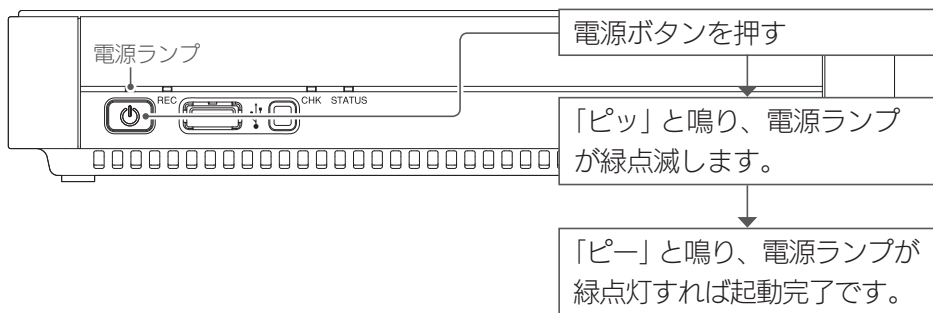 電源ボタンを押す
電源ランプ
REC
CHK STATUS
「ピッ」と鳴り、電源ランプ
が緑点滅します。
「ピー」と鳴り、電源ランプが
緑点灯すれば起動完了です。